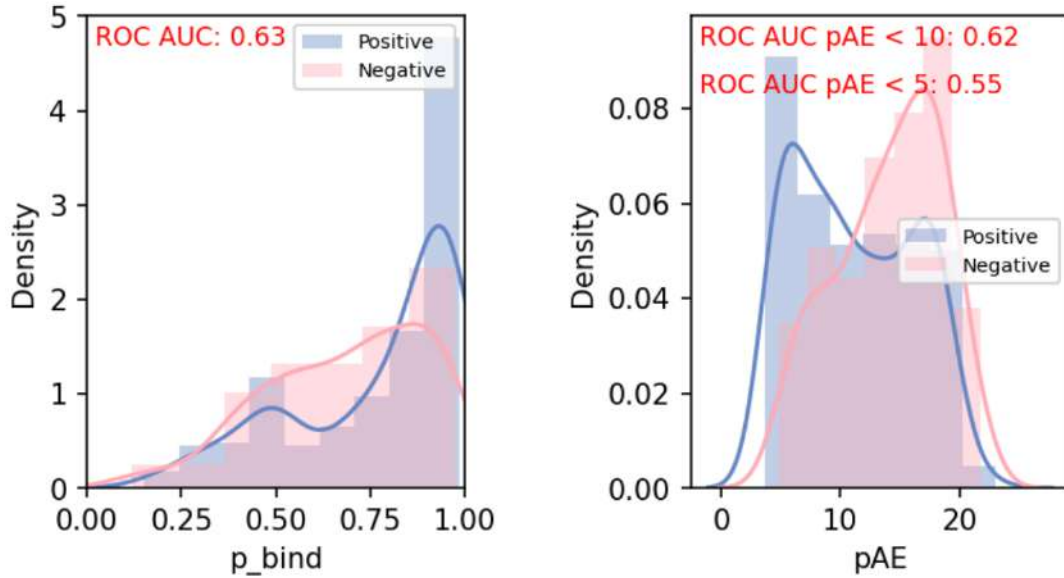 ROC AUC: 0.63
Positive
Negative
5
4
3
2
1
0
Density
0.00
0.25
0.50
0.75
1.00
p_bind
ROC AUC pAE < 10: 0.62
ROC AUC pAE < 5: 0.55
Positive
Negative
0.08
0.06
0.04
0.02
0.00
Density
0
10
20
pAE